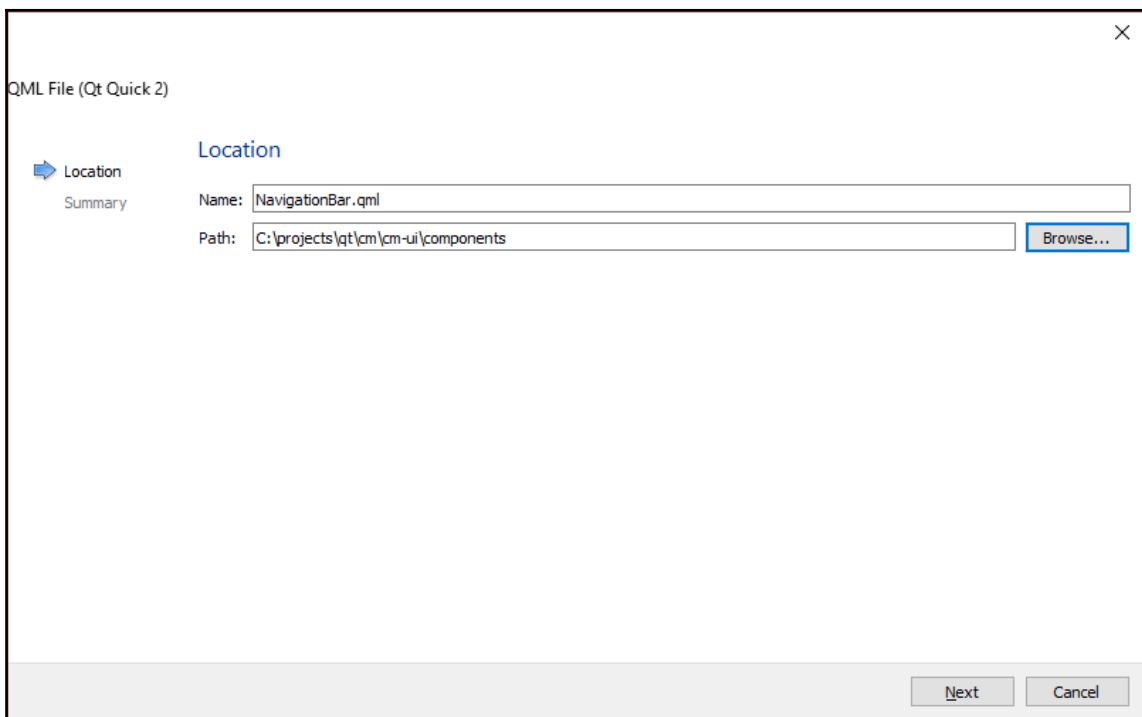 QML File (Qt Quick 2)
Location
Summary
Location
Name: NavigationBar.qml
Path: C:\projects\qt\cm\cm-ui\components Browse...
Next Cancel